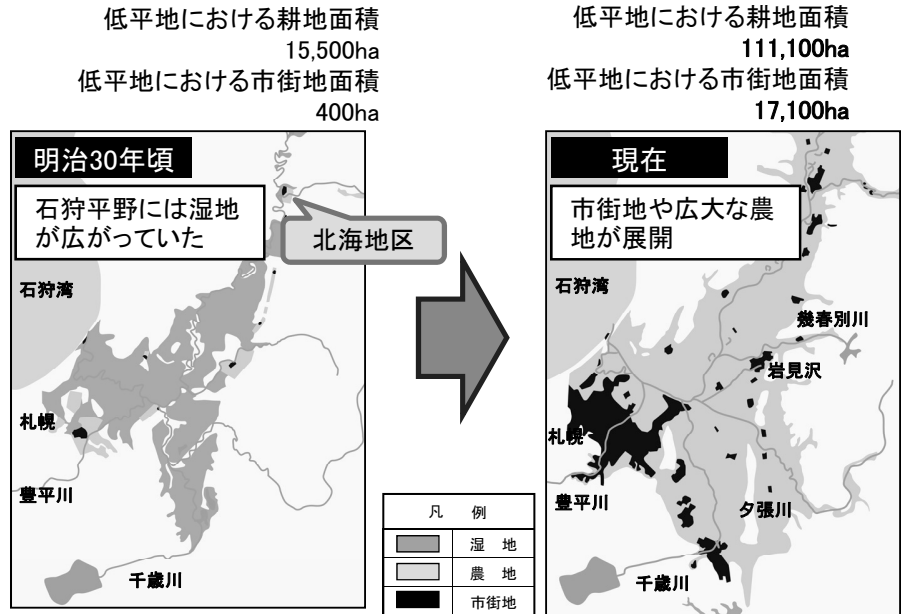 低平地における耕地面積
15,500ha
低平地における市街地面積
400ha
低平地における耕地面積
111,100ha
低平地における市街地面積
17,100ha
明治30年頃
石狩平野には湿地
が広がっていた
北海地区
石狩湾
札幌
豊平川
千歳川
現在
市街地や広大な農
地が展開
石狩湾
幾春別川
岩見沢
札幌
豊平川
夕張川
千歳川
凡 例
湿 地
農 地
市街地